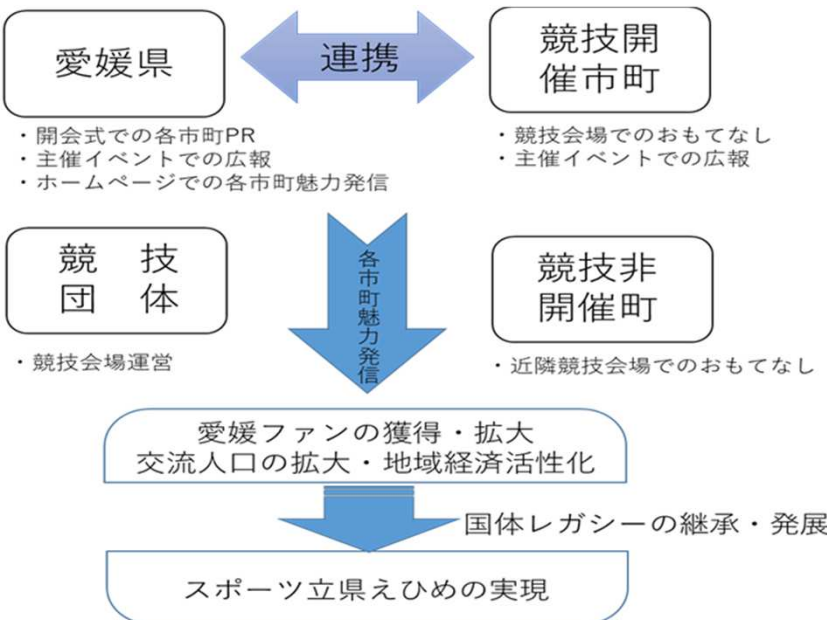 愛媛県
連携
競技開
催市町
・開会式での各市町PR
・主催イベントでの広報
・ホームページでの各市町魅力発信
・競技会場でのおもてなし
・主催イベントでの広報
競　技
団　体
・競技会場運営
各市町魅力発信
競技非
開催町
・近隣競技会場でのおもてなし
愛媛ファンの獲得・拡大
交流人口の拡大・地域経済活性化
国体レガシーの継承・発展
スポーツ立県えひめの実現